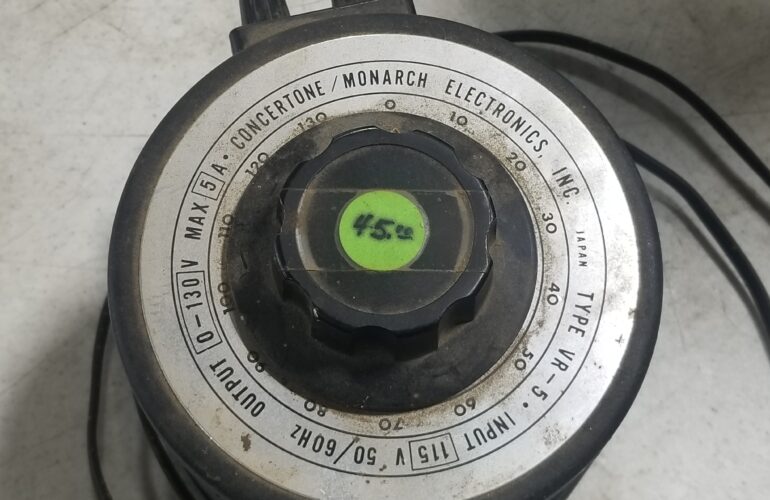 CONCERTONE / MONARCH ELECTRONICS, INC. JAPAN TYPE VR-5 • INPUT 115 V 50/60HZ OUTPUT 0-130 V MAX 5 A •
0 10 20 30 40 50 60 70 80 90 100 110 120 130
45.00